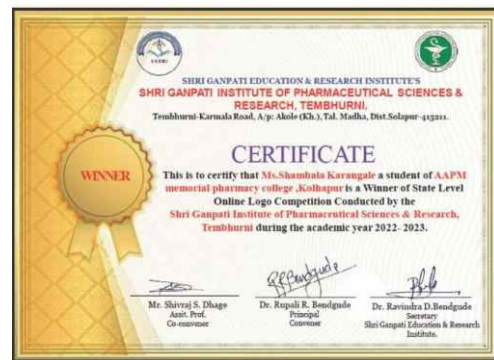 SHRI GANPATI EDUCATION & RESEARCH INSTITUTE'S
SHRI GANPATI INSTITUTE OF PHARMACEUTICAL SCIENCES &
RESEARCH, TEMBHURNI.
Tembhurni-Karmala Road, A/p: Akole (Kh.), Tal. Madha, Dist.Solapur-413211.
CERTIFICATE
WINNER
This is to certify that Ms.Shambala Karangale a student of AAPM
memorial pharmacy college ,Kolhapur is a Winner of State Level
Online Logo Competition Conducted by the
Shri Ganpati Institute of Pharmaceutical Sciences & Research,
Tembhurni during the academic year 2022- 2023.
Mr. Shivraj S. Dhage
Assit. Prof.
Co-convener
Dr. Rupali R. Bendgude
Principal
Convener
Dr. Ravindra D.Bendgude
Secretary
Shri Ganpati Education & Research
Institute.